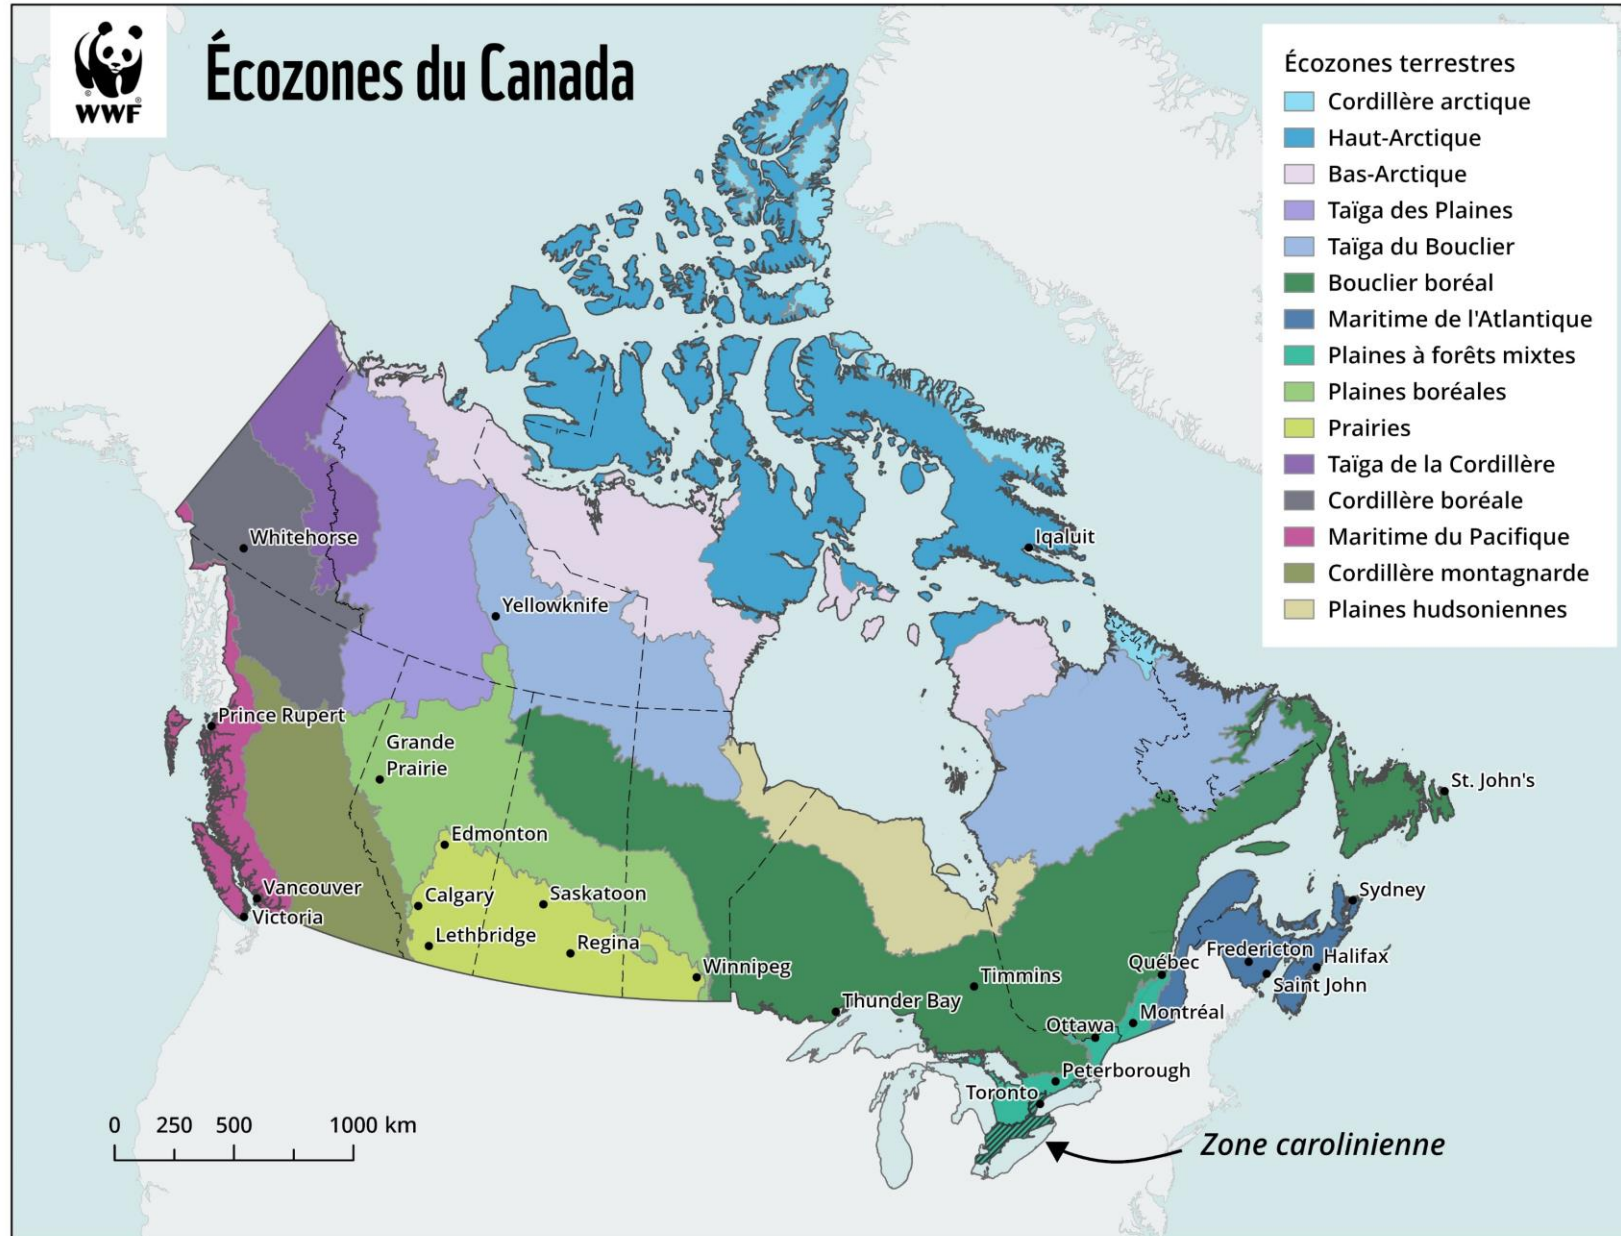 WWF
Écozones du Canada
Écozones terrestres
Cordillère arctique
Haut-Arctique
Bas-Arctique
Taïga des Plaines
Taïga du Bouclier
Bouclier boréal
Maritime de l'Atlantique
Plaines à forêts mixtes
Plaines boréales
Prairies
Taïga de la Cordillère
Cordillère boréale
Maritime du Pacifique
Cordillère montagnarde
Plaines hudsoniennes
Whitehorse
Iqaluit
Yellowknife
Prince Rupert
Grande
Prairie
St. John's
Edmonton
Vancouver
Calgary
Saskatoon
Sydney
Victoria
Lethbridge
Regina
Winnipeg
Timmins
Québec
Fredericton
Halifax
Saint John
Thunder Bay
Montréal
Ottawa
Peterborough
Toronto
0 250 500 1000 km
Zone carolinienne